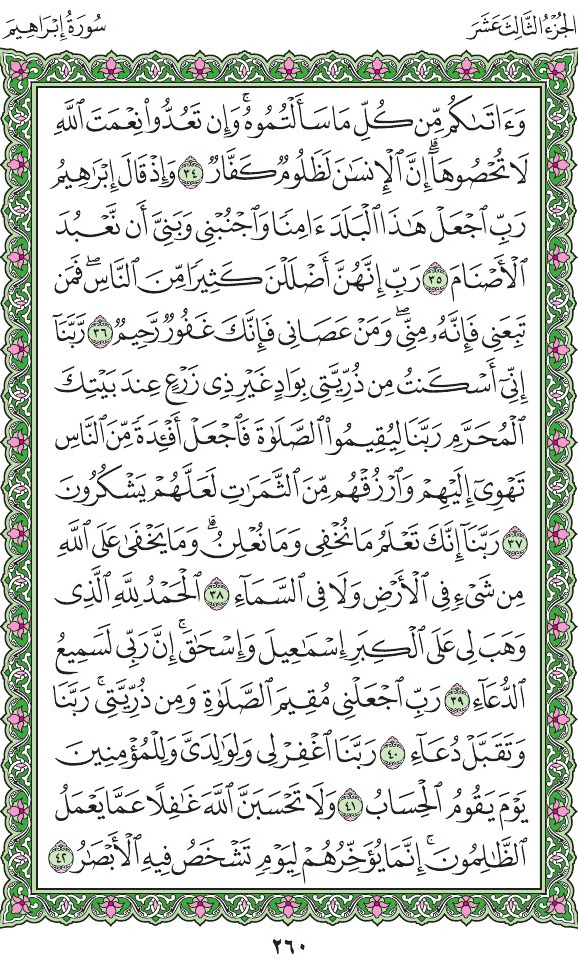 الجُزْءُ الثَّالِثَ عَشَرَ
سُورَةُ إِبْرَاهِيمَ
وَءَاتَىٰكُم مِّن كُلِّ مَا سَأَلْتُمُوهُۚ وَإِن تَعُدُّوا۟ نِعْمَتَ ٱللَّهِ
لَا تُحْصُوهَآۗ إِنَّ ٱلْإِنسَٰنَ لَظَلُومٌ كَفَّارٌ ٣٤ وَإِذْ قَالَ إِبْرَٰهِيمُ
رَبِّ ٱجْعَلْ هَٰذَا ٱلْبَلَدَ ءَامِنًا وَٱجْنُبْنِى وَبَنِىَّ أَن نَّعْبُدَ
ٱلْأَصْنَامَ ٣٥ رَبِّ إِنَّهُنَّ أَضْلَلْنَ كَثِيرًا مِّنَ ٱلنَّاسِۖ فَمَن
تَبِعَنِى فَإِنَّهُۥ مِنِّىۖ وَمَنْ عَصَانِى فَإِنَّكَ غَفُورٌ رَّحِيمٌ ٣٦ رَّبَّنَآ
إِنِّىٓ أَسْكَنتُ مِن ذُرِّيَّتِى بِوَادٍ غَيْرِ ذِى زَرْعٍ عِندَ بَيْتِكَ
ٱلْمُحَرَّمِ رَبَّنَا لِيُقِيمُوا۟ ٱلصَّلَوٰةَ فَٱجْعَلْ أَفْـِٔدَةً مِّنَ ٱلنَّاسِ
تَهْوِىٓ إِلَيْهِمْ وَٱرْزُقْهُم مِّنَ ٱلثَّمَرَٰتِ لَعَلَّهُمْ يَشْكُرُونَ
٣٧ رَبَّنَآ إِنَّكَ تَعْلَمُ مَا نُخْفِى وَمَا نُعْلِنُۗ وَمَا يَخْفَىٰ عَلَى ٱللَّهِ
مِن شَىْءٍ فِى ٱلْأَرْضِ وَلَا فِى ٱلسَّمَآءِ ٣٨ ٱلْحَمْدُ لِلَّهِ ٱلَّذِى
وَهَبَ لِى عَلَى ٱلْكِبَرِ إِسْمَٰعِيلَ وَإِسْحَٰقَۚ إِنَّ رَبِّى لَسَمِيعُ
ٱلدُّعَآءِ ٣٩ رَبِّ ٱجْعَلْنِى مُقِيمَ ٱلصَّلَوٰةِ وَمِن ذُرِّيَّتِىۚ رَبَّنَا
وَتَقَبَّلْ دُعَآءِ ٤٠ رَبَّنَا ٱغْفِرْ لِى وَلِوَٰلِدَىَّ وَلِلْمُؤْمِنِينَ
يَوْمَ يَقُومُ ٱلْحِسَابُ ٤١ وَلَا تَحْسَبَنَّ ٱللَّهَ غَٰفِلًا عَمَّا يَعْمَلُ
ٱلظَّٰلِمُونَۚ إِنَّمَا يُؤَخِّرُهُمْ لِيَوْمٍ تَشْخَصُ فِيهِ ٱلْأَبْصَٰرُ ٤٢
٢٦٠